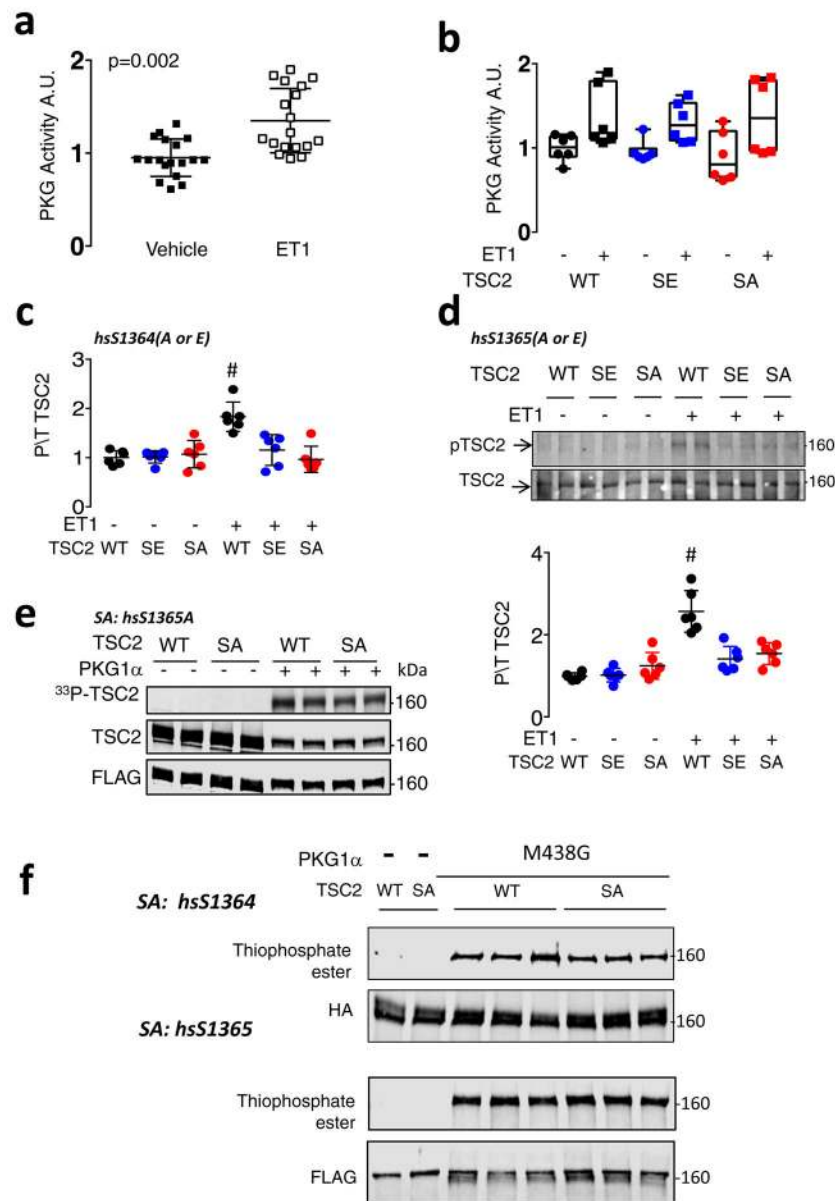 a
p=0.002
PKG Activity A.U.
2
1
0
Vehicle ET1
b
PKG Activity A.U.
2
1
0
ET1 - + - + - +
TSC2 WT SE SA
c
hsS1364(A or E)
P\T TSC2
3
2
1
0
#
ET1 - - - + + +
TSC2 WT SE SA WT SE SA
d
hsS1365(A or E)
TSC2 WT SE SA WT SE SA
ET1 - - - + + +
pTSC2 160
TSC2 160
P\T TSC2
4
2
0
#
ET1 - - - + + +
TSC2 WT SE SA WT SE SA
e
SA: hsS1365A
TSC2 WT SA WT SA
PKG1α - - - - + + + + kDa
³³P-TSC2 -160
TSC2 -160
FLAG -160
f
PKG1α - - M438G
TSC2 WT SA WT SA
SA: hsS1364
Thiophosphate ester -160
HA -160
SA: hsS1365
Thiophosphate ester -160
FLAG -160